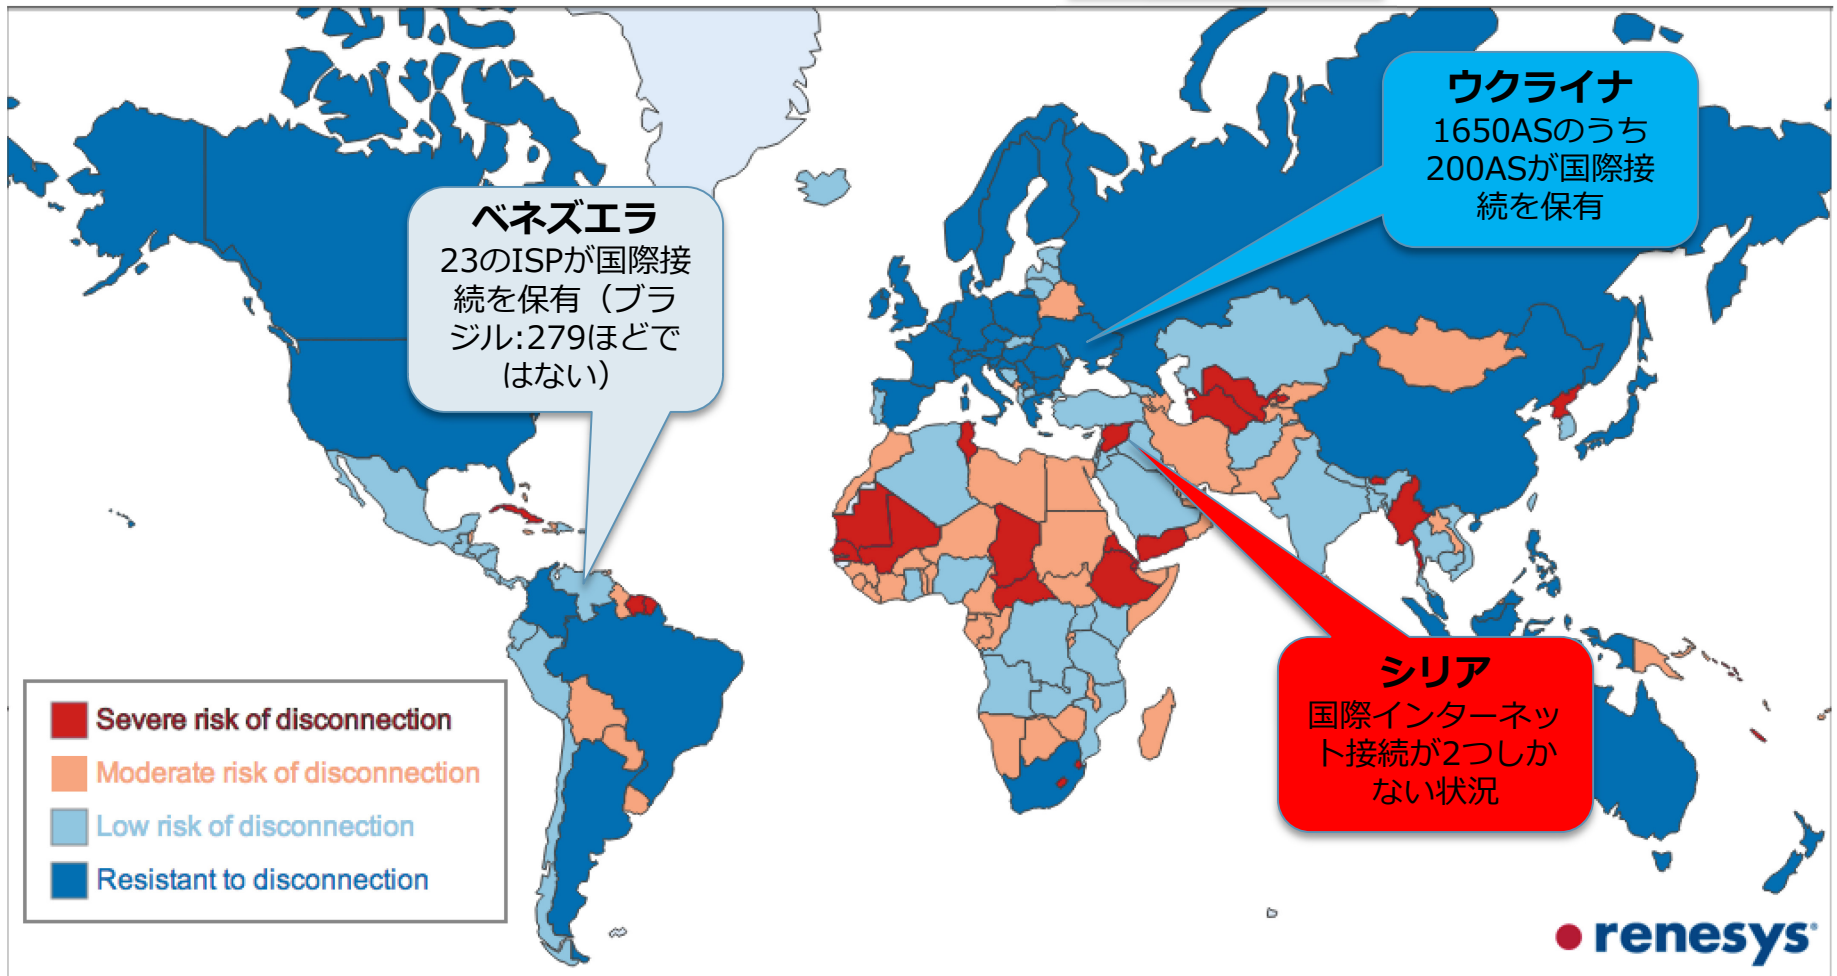 ウクライナ
1650ASのうち
200ASが国際接
続を保有
ベネズエラ
23のISPが国際接
続を保有（ブラ
ジル:279ほどで
はない）
シリア
国際インターネッ
ト接続が2つしか
ない状況
Severe risk of disconnection
Moderate risk of disconnection
Low risk of disconnection
Resistant to disconnection
renesys